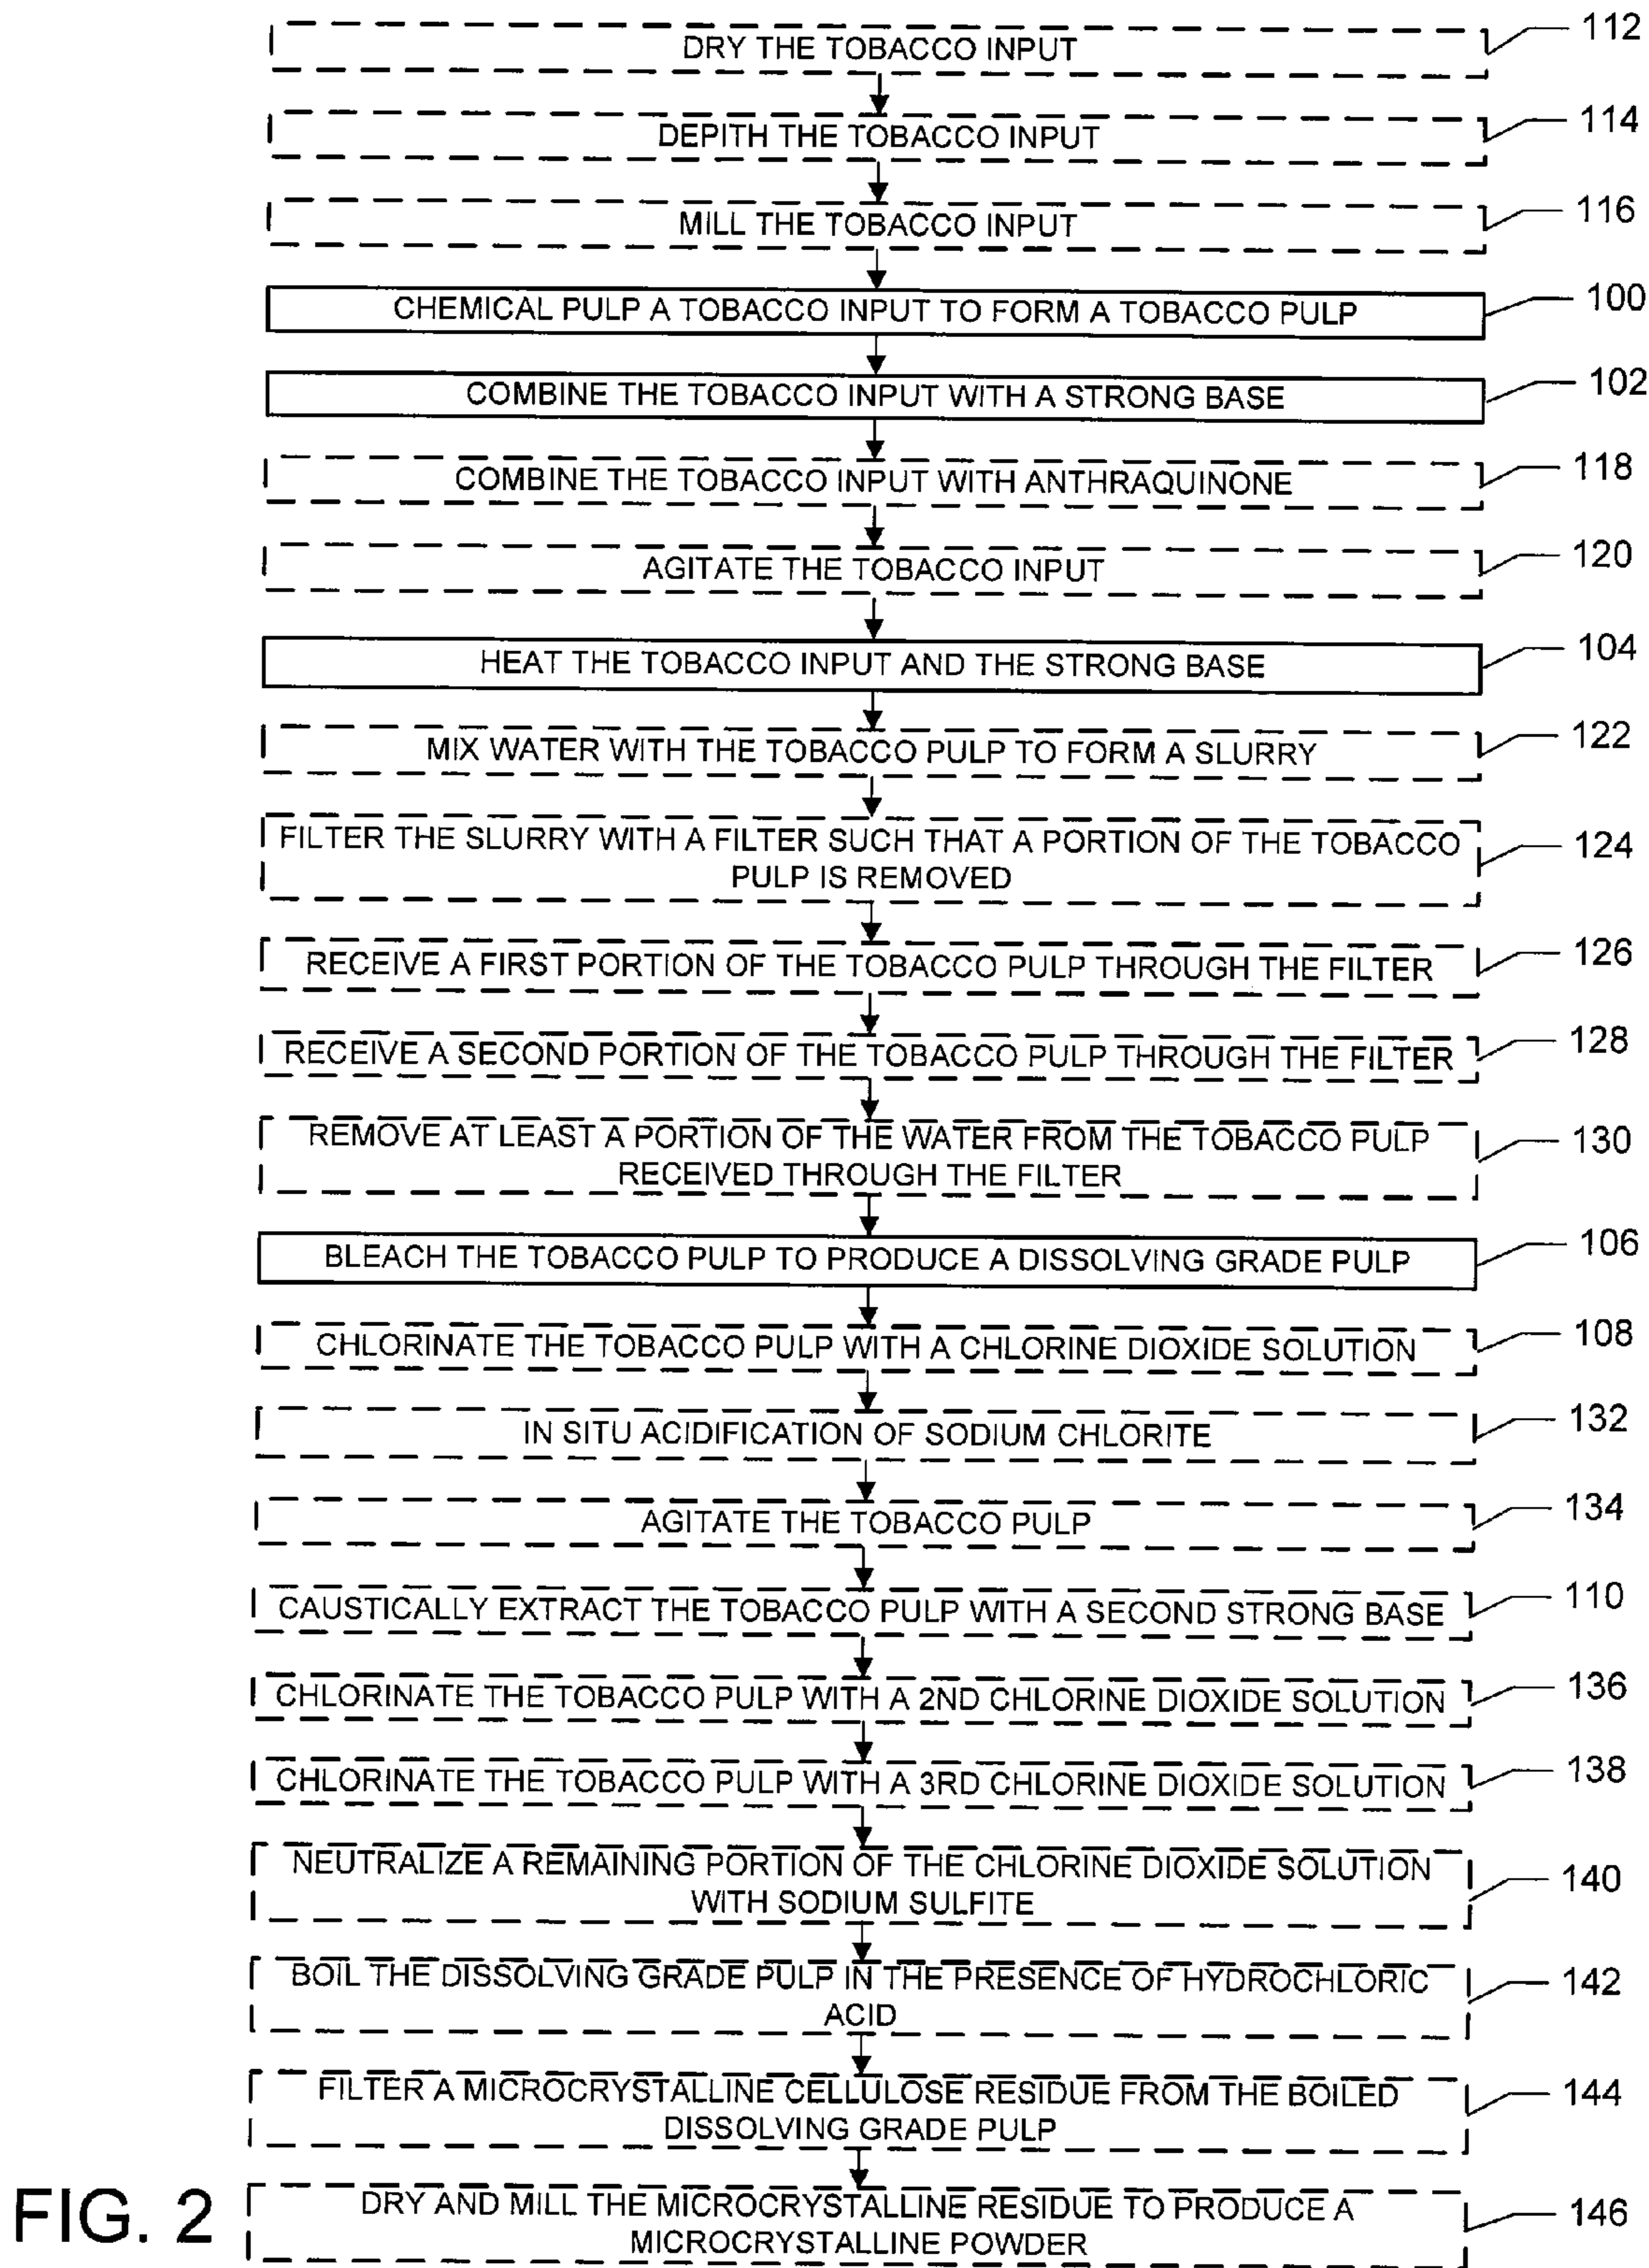 DRY THE TOBACCO INPUT
112
DEPITH THE TOBACCO INPUT
114
MILL THE TOBACCO INPUT
116
CHEMICAL PULP A TOBACCO INPUT TO FORM A TOBACCO PULP
100
COMBINE THE TOBACCO INPUT WITH A STRONG BASE
102
COMBINE THE TOBACCO INPUT WITH ANTHRAQUINONE
118
AGITATE THE TOBACCO INPUT
120
HEAT THE TOBACCO INPUT AND THE STRONG BASE
104
MIX WATER WITH THE TOBACCO PULP TO FORM A SLURRY
122
FILTER THE SLURRY WITH A FILTER SUCH THAT A PORTION OF THE TOBACCO
PULP IS REMOVED
124
RECEIVE A FIRST PORTION OF THE TOBACCO PULP THROUGH THE FILTER
126
RECEIVE A SECOND PORTION OF THE TOBACCO PULP THROUGH THE FILTER
128
REMOVE AT LEAST A PORTION OF THE WATER FROM THE TOBACCO PULP
RECEIVED THROUGH THE FILTER
130
BLEACH THE TOBACCO PULP TO PRODUCE A DISSOLVING GRADE PULP
106
CHLORINATE THE TOBACCO PULP WITH A CHLORINE DIOXIDE SOLUTION
108
IN SITU ACIDIFICATION OF SODIUM CHLORITE
132
AGITATE THE TOBACCO PULP
134
CAUSTICALLY EXTRACT THE TOBACCO PULP WITH A SECOND STRONG BASE
110
CHLORINATE THE TOBACCO PULP WITH A 2ND CHLORINE DIOXIDE SOLUTION
136
CHLORINATE THE TOBACCO PULP WITH A 3RD CHLORINE DIOXIDE SOLUTION
138
NEUTRALIZE A REMAINING PORTION OF THE CHLORINE DIOXIDE SOLUTION
WITH SODIUM SULFITE
140
BOIL THE DISSOLVING GRADE PULP IN THE PRESENCE OF HYDROCHLORIC
ACID
142
FILTER A MICROCRYSTALLINE CELLULOSE RESIDUE FROM THE BOILED
DISSOLVING GRADE PULP
144
DRY AND MILL THE MICROCRYSTALLINE RESIDUE TO PRODUCE A
MICROCRYSTALLINE POWDER
146
FIG. 2